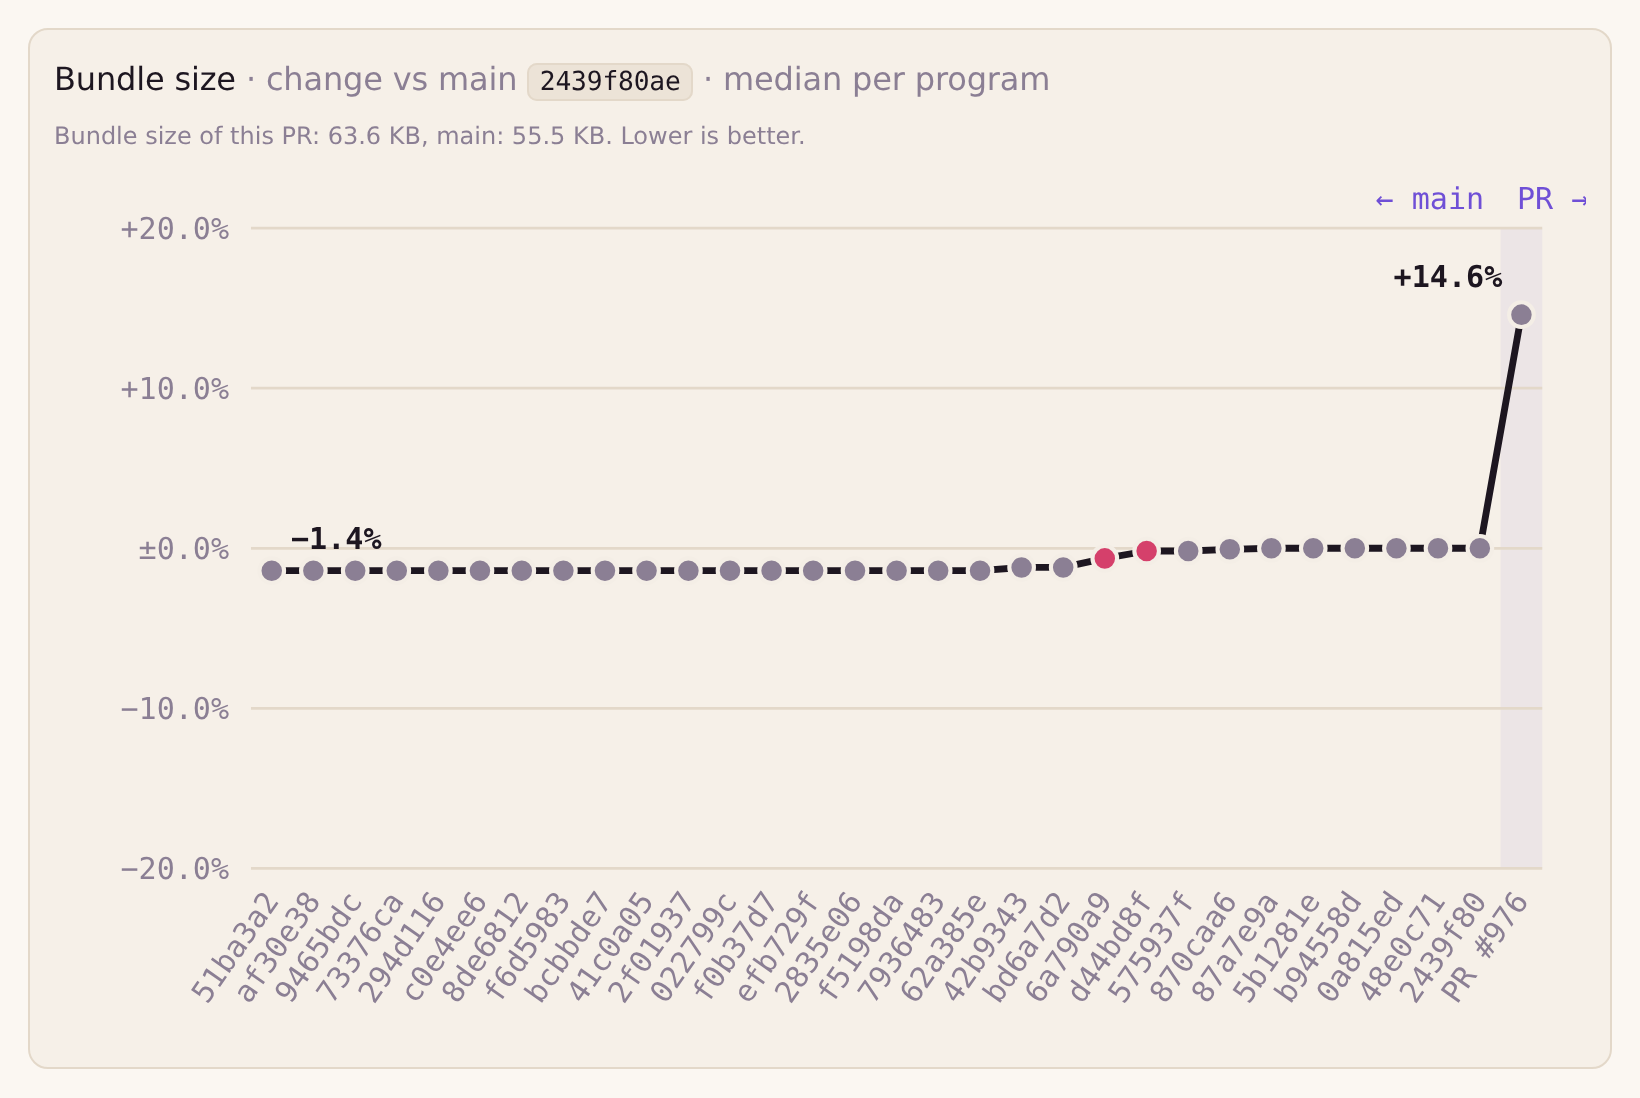 Bundle size · change vs main 2439f80ae · median per program
Bundle size of this PR: 63.6 KB, main: 55.5 KB. Lower is better.
← main PR →
+20.0%
+14.6%
+10.0%
−1.4%
±0.0%
−10.0%
−20.0%
51ba3a2
af30e38
9465bdc
73376ca
294d116
c0e4ee6
8de6812
f6d5983
bcbbde7
41c0a05
2f01937
022799c
f0b37d7
efb729f
2835e06
f5198da
7936483
62a385e
42b9343
bd6a7d2
6a790a9
d44bd8f
575937f
870caa6
87a7e9a
5b1281e
b94558d
0a815ed
48e0c71
2439f80
PR #976